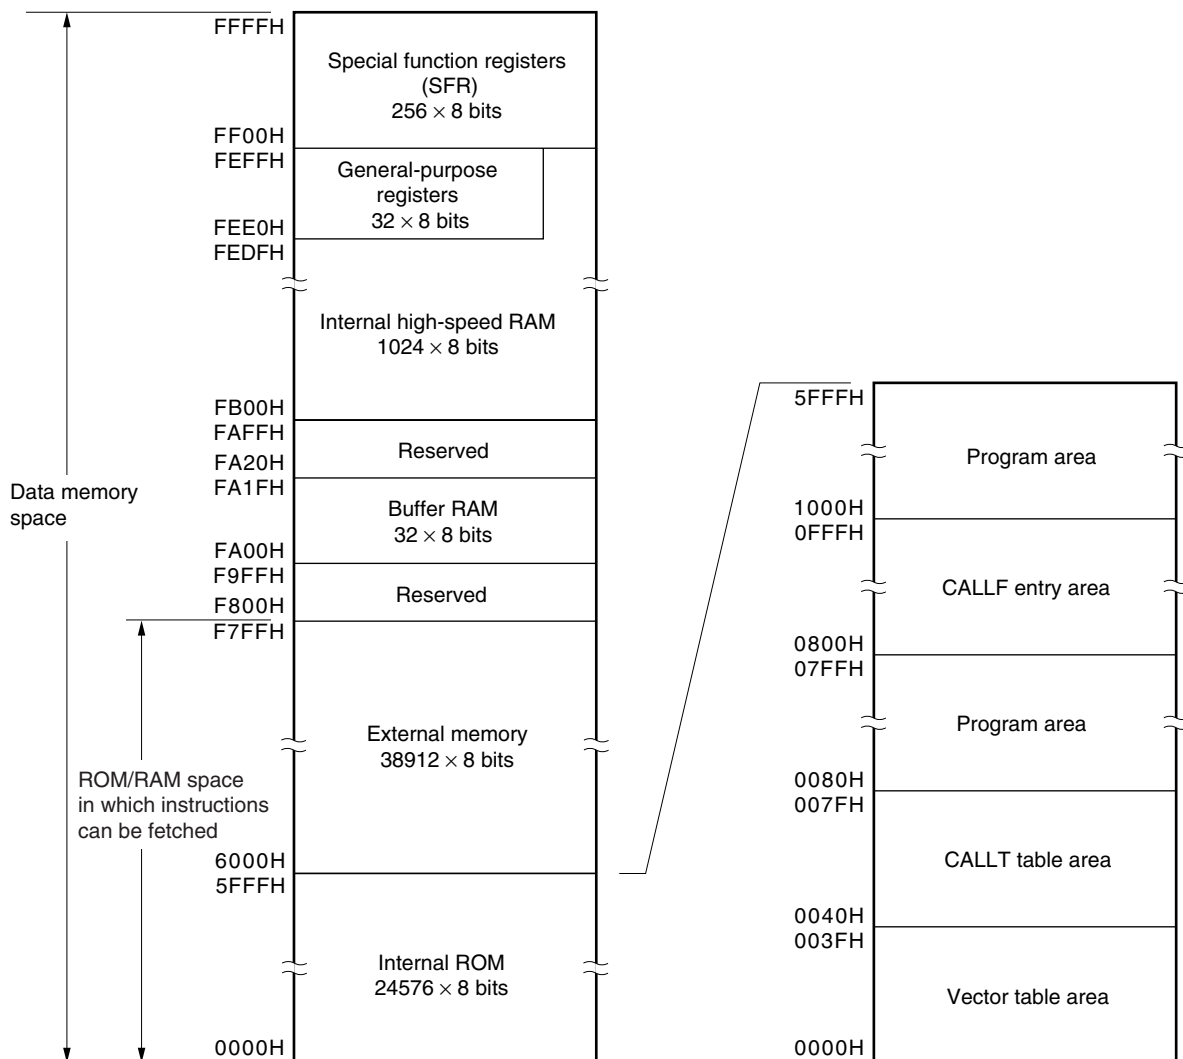 FFFFH
Special function registers
(SFR)
256 × 8 bits
FF00H
FEFFH
General-purpose
registers
32 × 8 bits
FEE0H
FEDFH
Internal high-speed RAM
1024 × 8 bits
FB00H
FAFFH
Reserved
FA20H
FA1FH
Buffer RAM
32 × 8 bits
FA00H
F9FFH
Reserved
F800H
F7FFH
Data memory
space
External memory
38912 × 8 bits
ROM/RAM space
in which instructions
can be fetched
6000H
5FFFH
Internal ROM
24576 × 8 bits
0000H
5FFFH
Program area
1000H
0FFFH
CALLF entry area
0800H
07FFH
Program area
0080H
007FH
CALLT table area
0040H
003FH
Vector table area
0000H